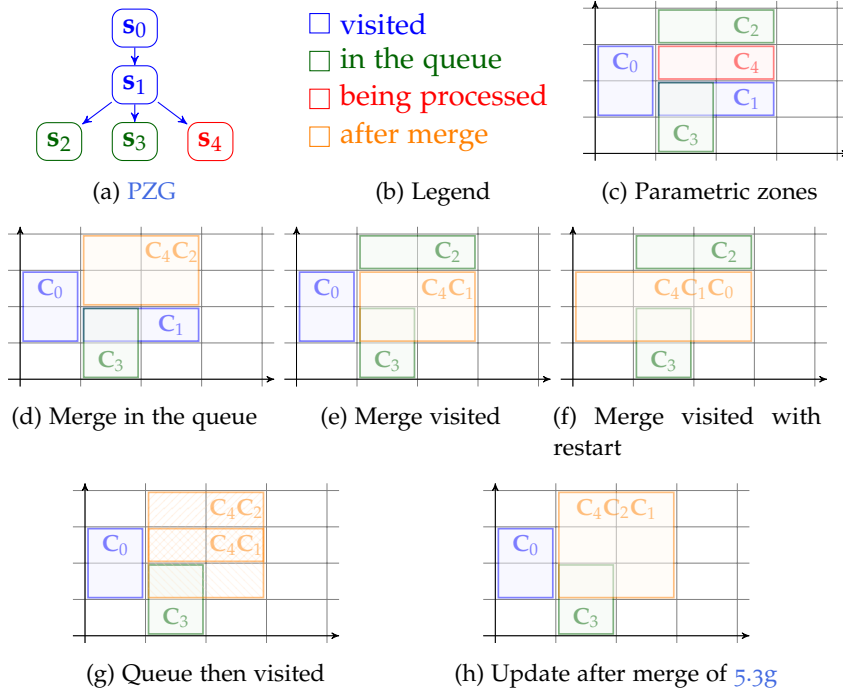 s0
s1
s2 s3 s4
(a) PZG
visited
in the queue
being processed
after merge
(b) Legend
C2
C0 C4
C1
C3
(c) Parametric zones
C4C2
C0
C1
C3
(d) Merge in the queue
C2
C0 C4C1
C3
(e) Merge visited
C2
C4C1C0
C3
(f) Merge visited with
restart
C4C2
C0 C4C1
C3
(g) Queue then visited
C4C2C1
C0
C3
(h) Update after merge of 5.3g